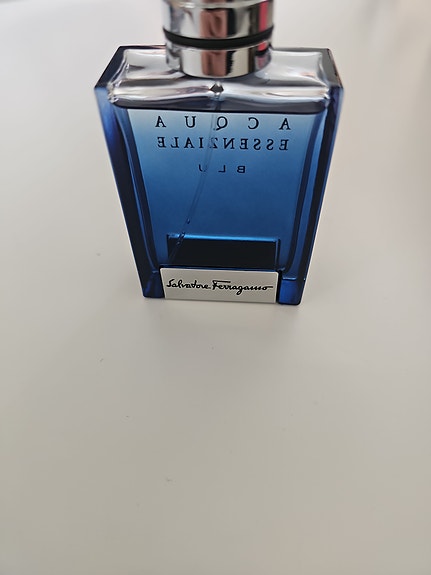 ACQUA
ESSENZIALE
BLU
Salvatore Ferragamo